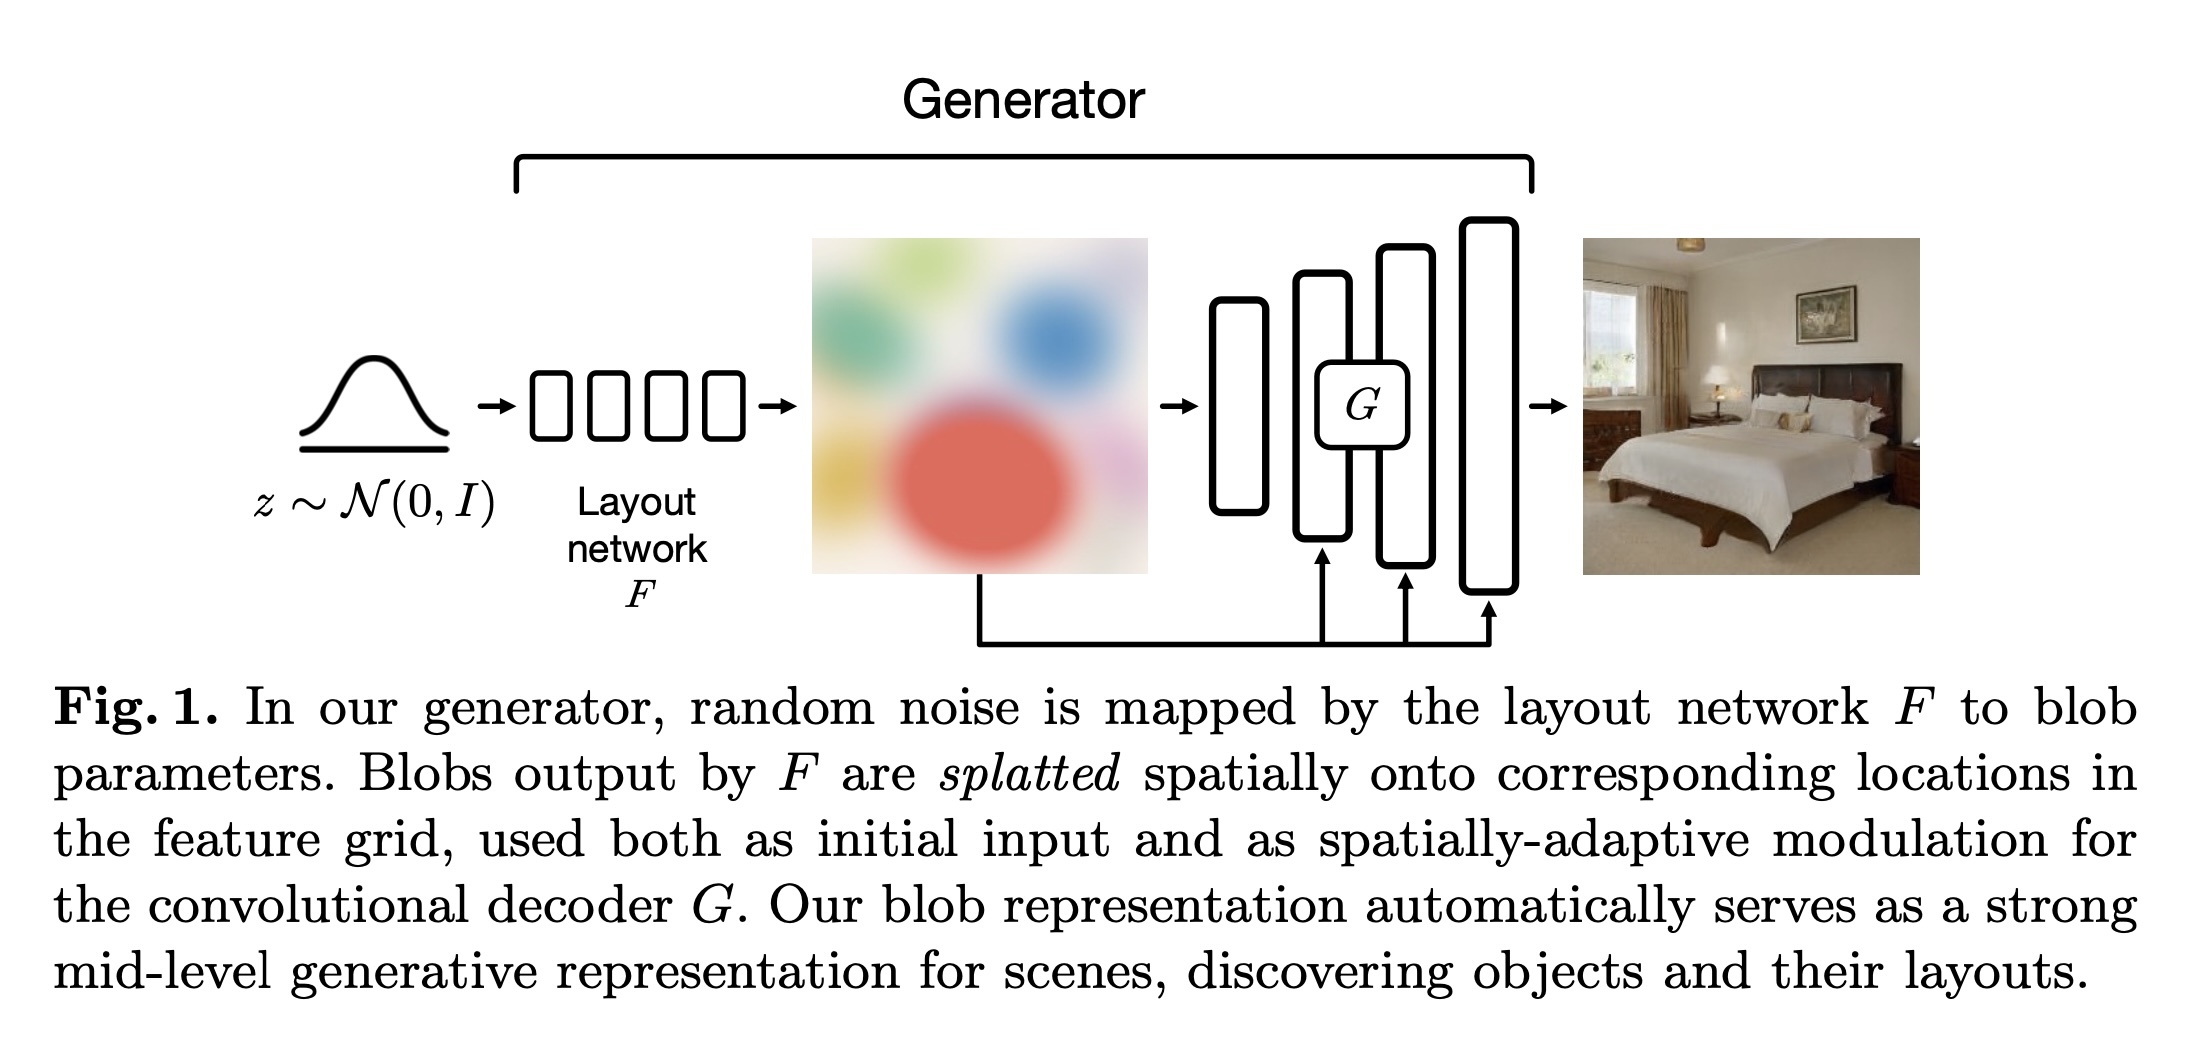 Generator
z ∼ 𝒩(0, I)
Layout
network
F
G
Fig. 1. In our generator, random noise is mapped by the layout network F to blob
parameters. Blobs output by F are splatted spatially onto corresponding locations in
the feature grid, used both as initial input and as spatially-adaptive modulation for
the convolutional decoder G. Our blob representation automatically serves as a strong
mid-level generative representation for scenes, discovering objects and their layouts.